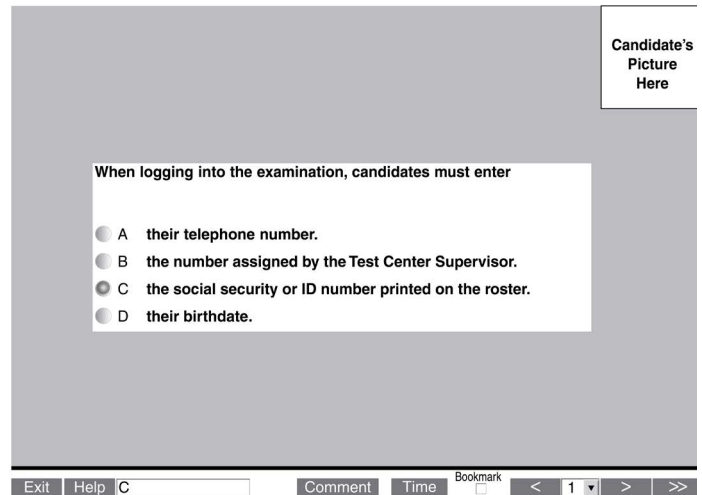 Candidate's
Picture
Here
When logging into the examination, candidates must enter
A their telephone number.
B the number assigned by the Test Center Supervisor.
C the social security or ID number printed on the roster.
D their birthdate.
Exit Help C Comment Time Bookmark < 1 > >>